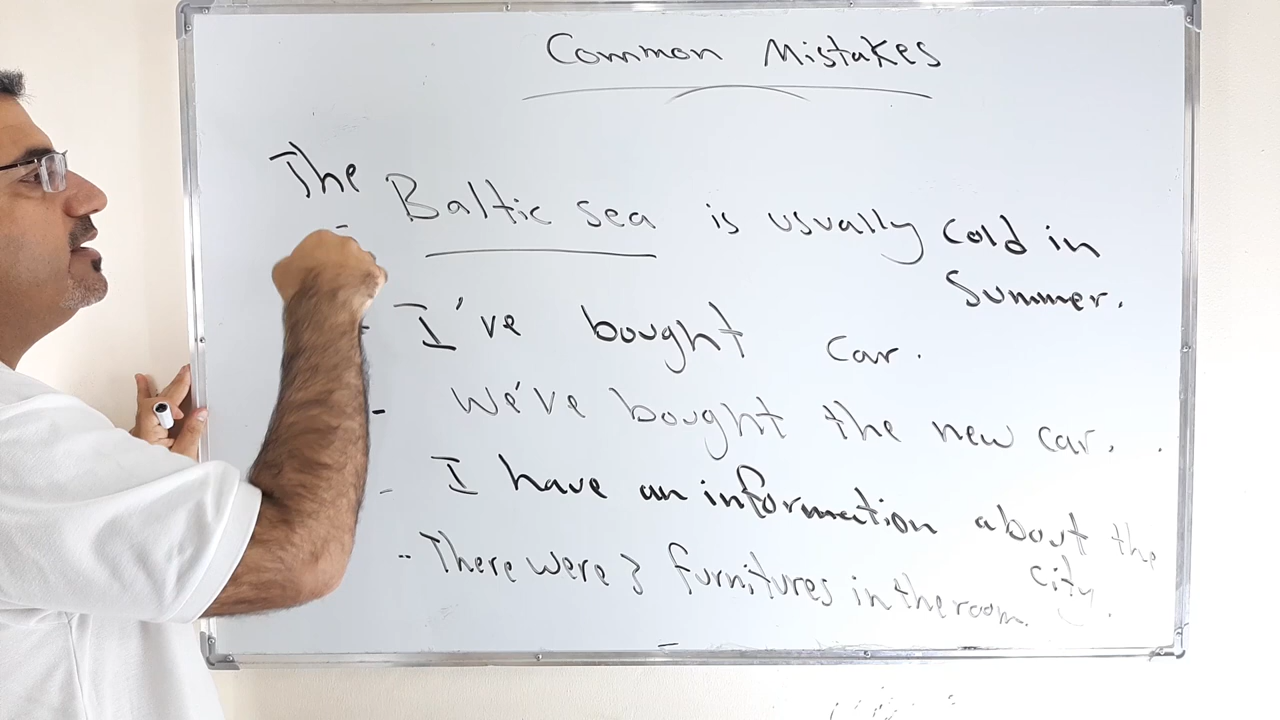 Common Mistakes
The
- Baltic sea is usually cold in
Summer.
- I've bought car.
- We've bought the new car.
- I have an information about the
city.
- There were 3 furnitures in the room.